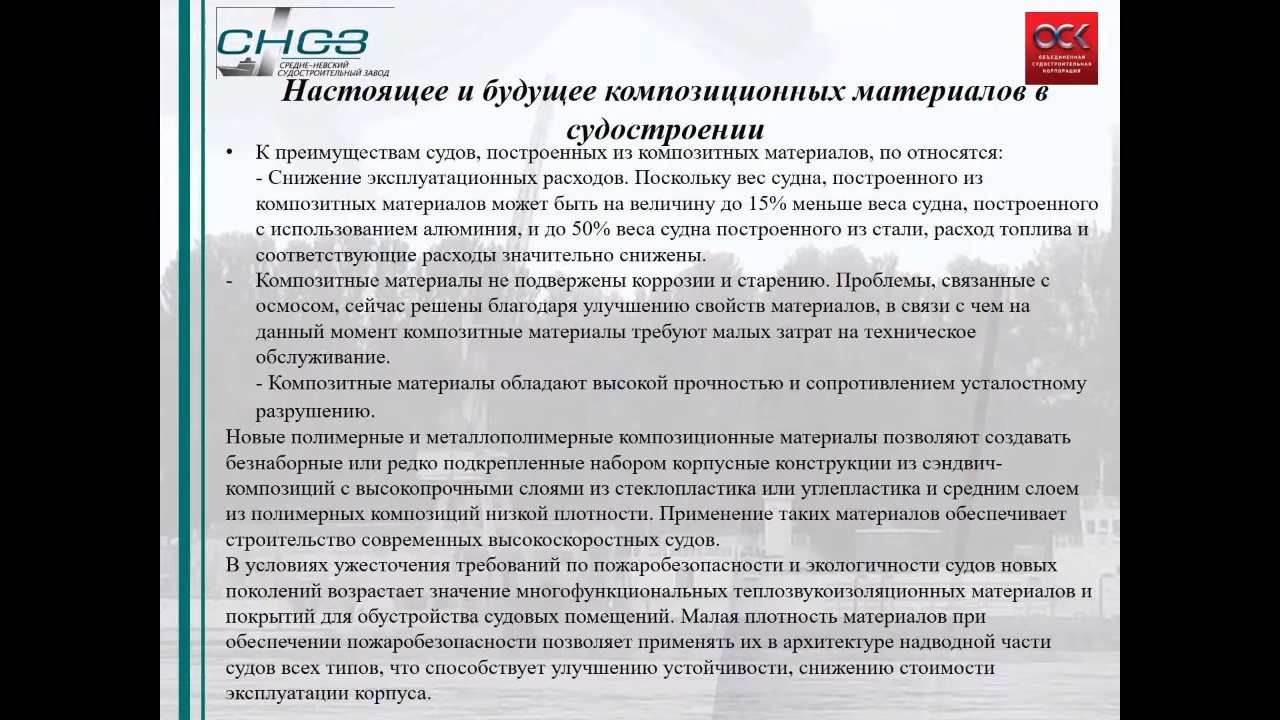 СНСЗ
СРЕДНЕ-НЕВСКИЙ
СУДОСТРОИТЕЛЬНЫЙ ЗАВОД
ОСК
ОБЪЕДИНЕННАЯ
СУДОСТРОИТЕЛЬНАЯ
КОРПОРАЦИЯ
Настоящее и будущее композиционных материалов в
судостроении
• К преимуществам судов, построенных из композитных материалов, по относятся:
- Снижение эксплуатационных расходов. Поскольку вес судна, построенного из
композитных материалов может быть на величину до 15% меньше веса судна, построенного
с использованием алюминия, и до 50% веса судна построенного из стали, расход топлива и
соответствующие расходы значительно снижены.
- Композитные материалы не подвержены коррозии и старению. Проблемы, связанные с
осмосом, сейчас решены благодаря улучшению свойств материалов, в связи с чем на
данный момент композитные материалы требуют малых затрат на техническое
обслуживание.
- Композитные материалы обладают высокой прочностью и сопротивлением усталостному
разрушению.
Новые полимерные и металлополимерные композиционные материалы позволяют создавать
безнаборные или редко подкрепленные набором корпусные конструкции из сэндвич-
композиций с высокопрочными слоями из стеклопластика или углепластика и средним слоем
из полимерных композиций низкой плотности. Применение таких материалов обеспечивает
строительство современных высокоскоростных судов.
В условиях ужесточения требований по пожаробезопасности и экологичности судов новых
поколений возрастает значение многофункциональных теплозвукоизоляционных материалов и
покрытий для обустройства судовых помещений. Малая плотность материалов при
обеспечении пожаробезопасности позволяет применять их в архитектуре надводной части
судов всех типов, что способствует улучшению устойчивости, снижению стоимости
эксплуатации корпуса.